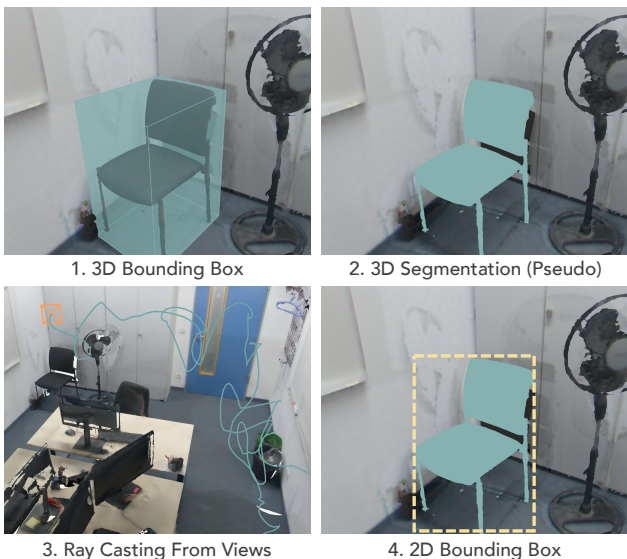 1. 3D Bounding Box
2. 3D Segmentation (Pseudo)
3. Ray Casting From Views
4. 2D Bounding Box